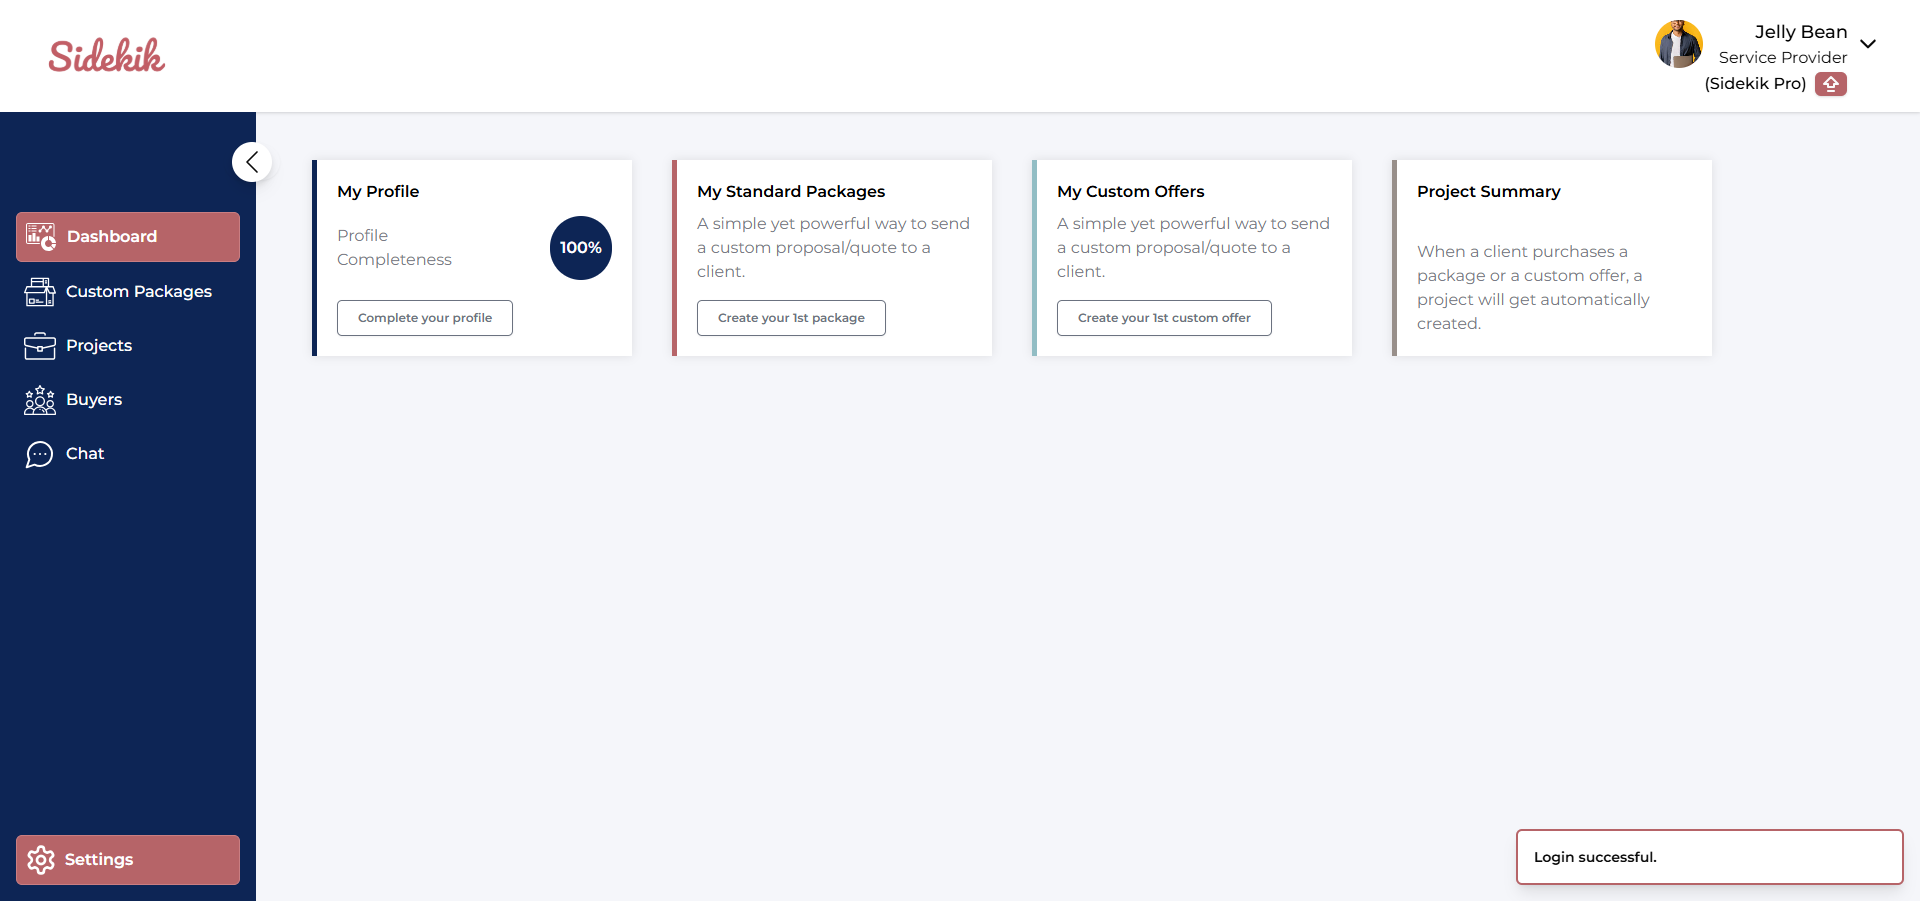 Sidekik
Jelly Bean
Service Provider
(Sidekik Pro)
Dashboard
Custom Packages
Projects
Buyers
Chat
Settings
My Profile
Profile
Completeness
100%
Complete your profile
My Standard Packages
A simple yet powerful way to send
a custom proposal/quote to a
client.
Create your 1st package
My Custom Offers
A simple yet powerful way to send
a custom proposal/quote to a
client.
Create your 1st custom offer
Project Summary
When a client purchases a
package or a custom offer, a
project will get automatically
created.
Login successful.